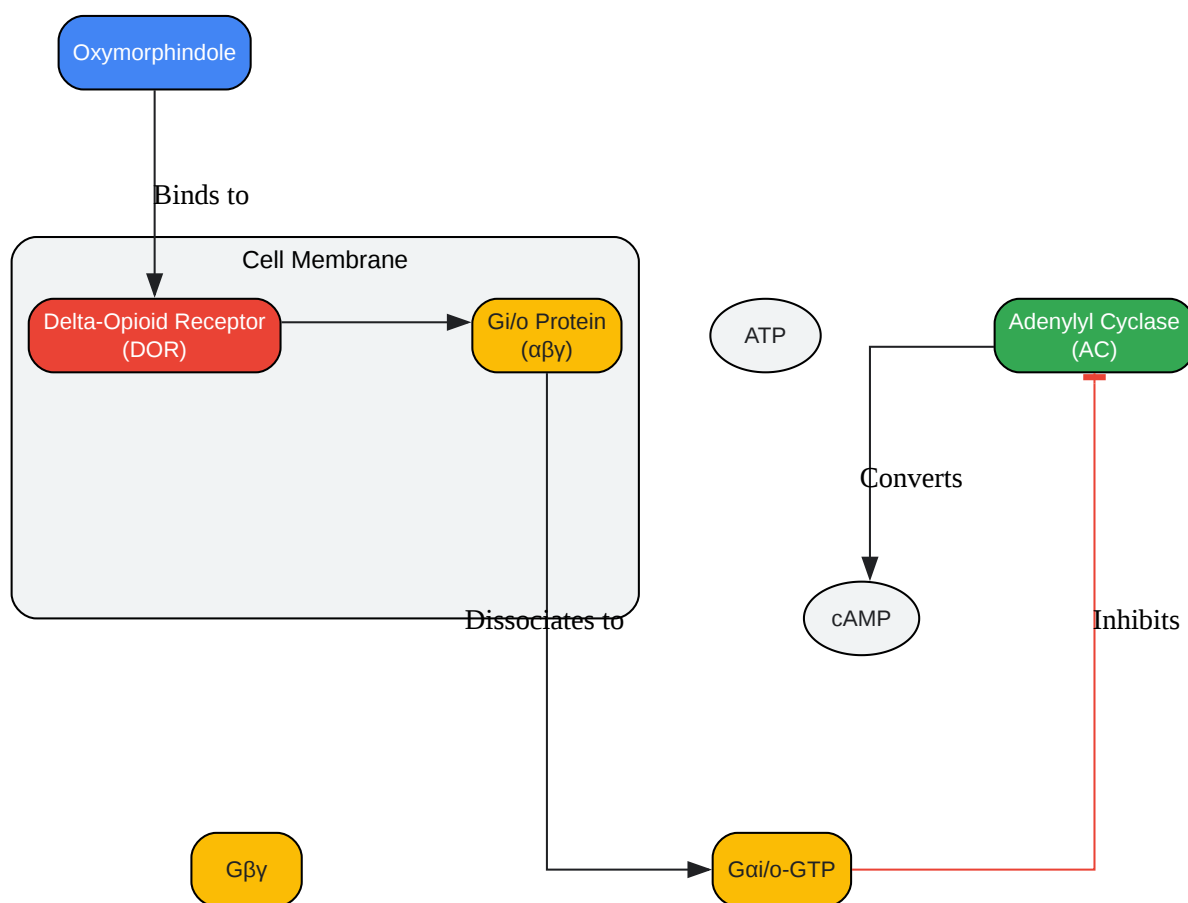 Oxymorphindole
Binds to
Cell Membrane
Delta-Opioid Receptor
(DOR)
Gi/o Protein
(αβγ)
ATP
Adenylyl Cyclase
(AC)
Converts
cAMP
Dissociates to
Inhibits
Gβγ
Gαi/o-GTP